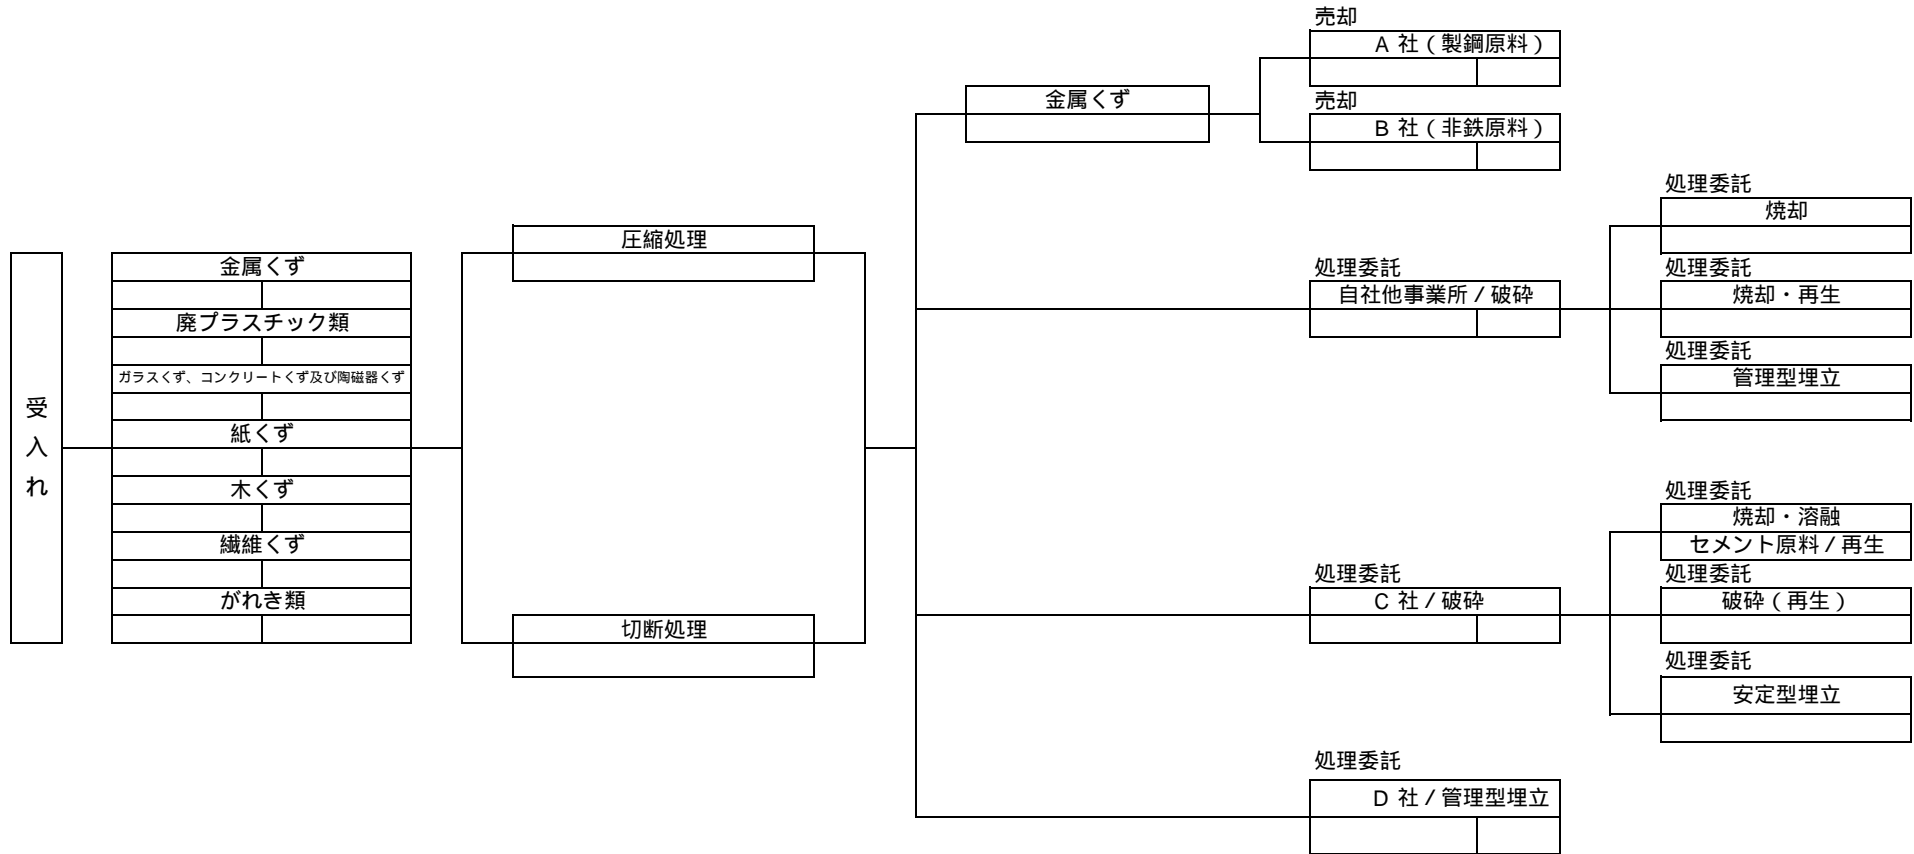 受入れ
金属くず
廃プラスチック類
ガラスくず、コンクリートくず及び陶磁器くず
紙くず
木くず
繊維くず
がれき類
圧縮処理
切断処理
金属くず
売却
A 社(製鋼原料)
売却
B 社(非鉄原料)
処理委託
自社他事業所/破砕
処理委託
焼却
処理委託
焼却・再生
処理委託
管理型埋立
処理委託
C 社/破砕
処理委託
焼却・溶融
セメント原料/再生
処理委託
破砕(再生)
処理委託
安定型埋立
処理委託
D 社/管理型埋立